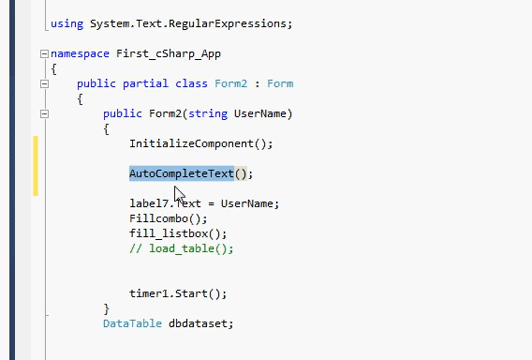 using System.Text.RegularExpressions;
namespace First_cSharp_App
{
public partial class Form2 : Form
{
public Form2(string UserName)
{
InitializeComponent();
AutoCompleteText();
label7.Text = UserName;
Fillcombo();
fill_listbox();
// load_table();
timer1.Start();
}
DataTable dbdataset;